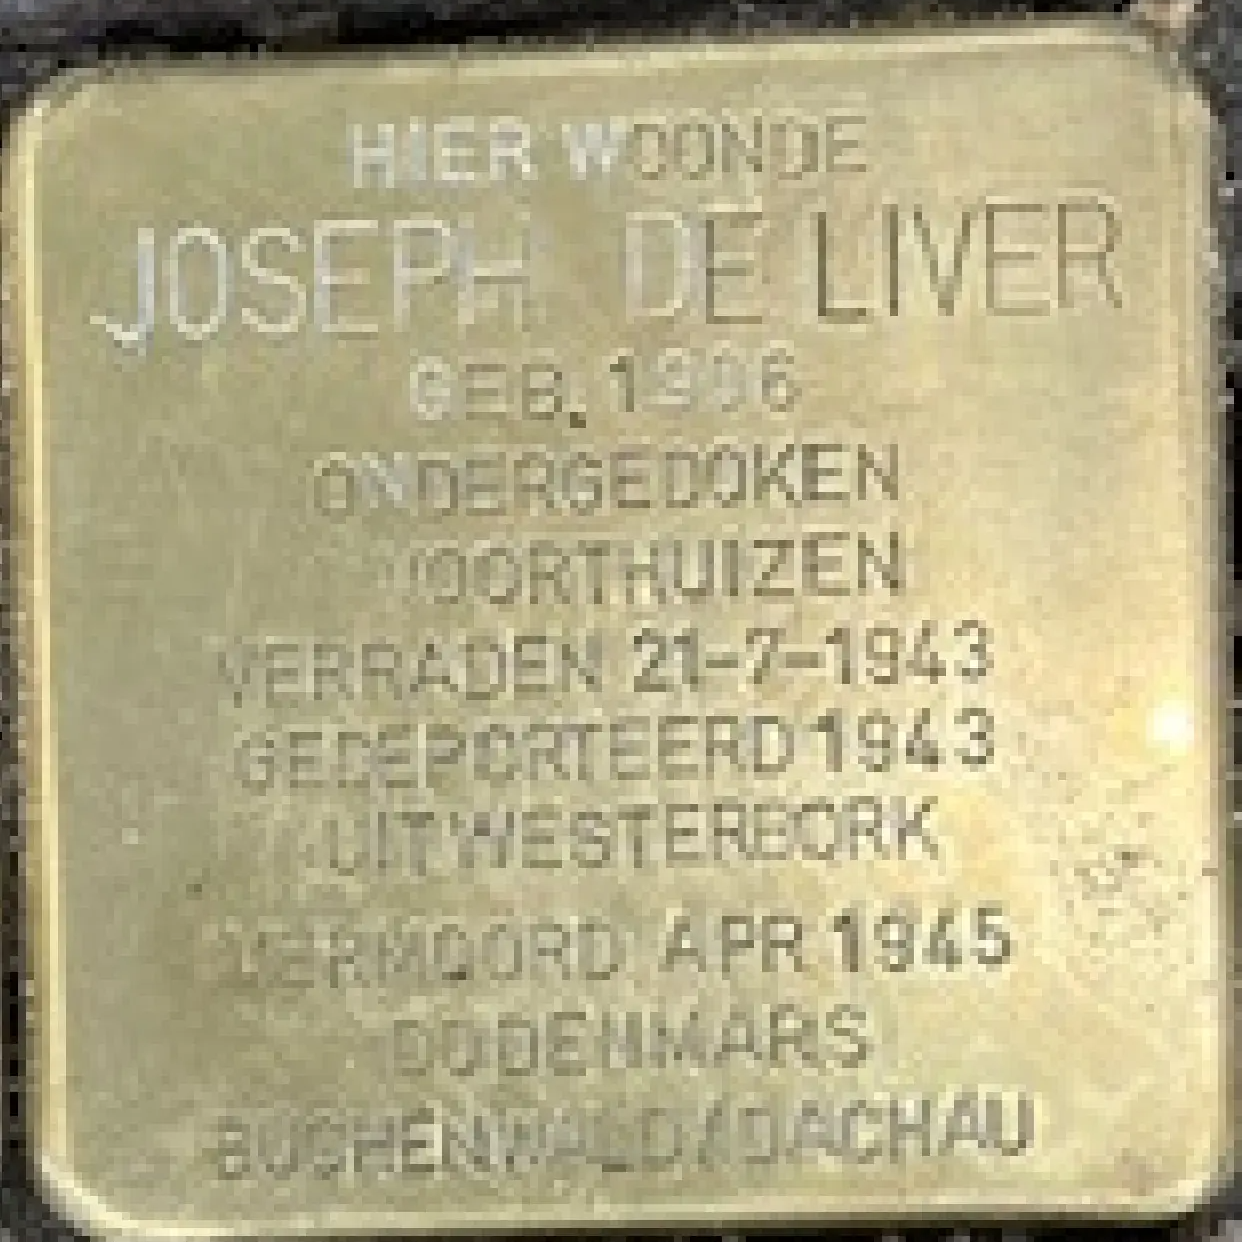 HIER WOONDE
JOSEPH DE LIVER
GEB. 1906
ONDERGEDOKEN
VOORTHUIZEN
VERRADEN 21-7-1943
GEDEPORTEERD 1943
UIT WESTERBORK
VERMOORD APR 1945
DODENMARS
BUCHENWALD/DACHAU